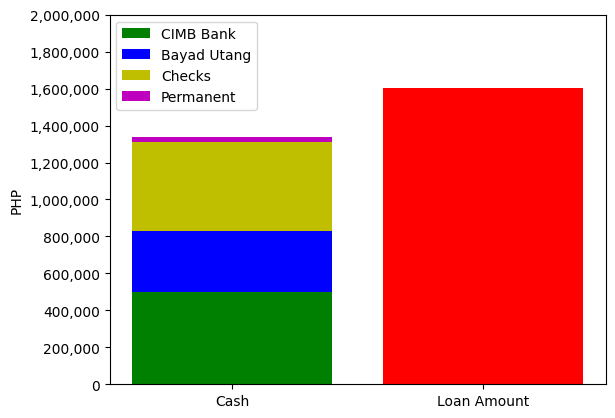 2,000,000
1,800,000
1,600,000
1,400,000
1,200,000
1,000,000
800,000
600,000
400,000
200,000
0
PHP
CIMB Bank
Bayad Utang
Checks
Permanent
Cash
Loan Amount